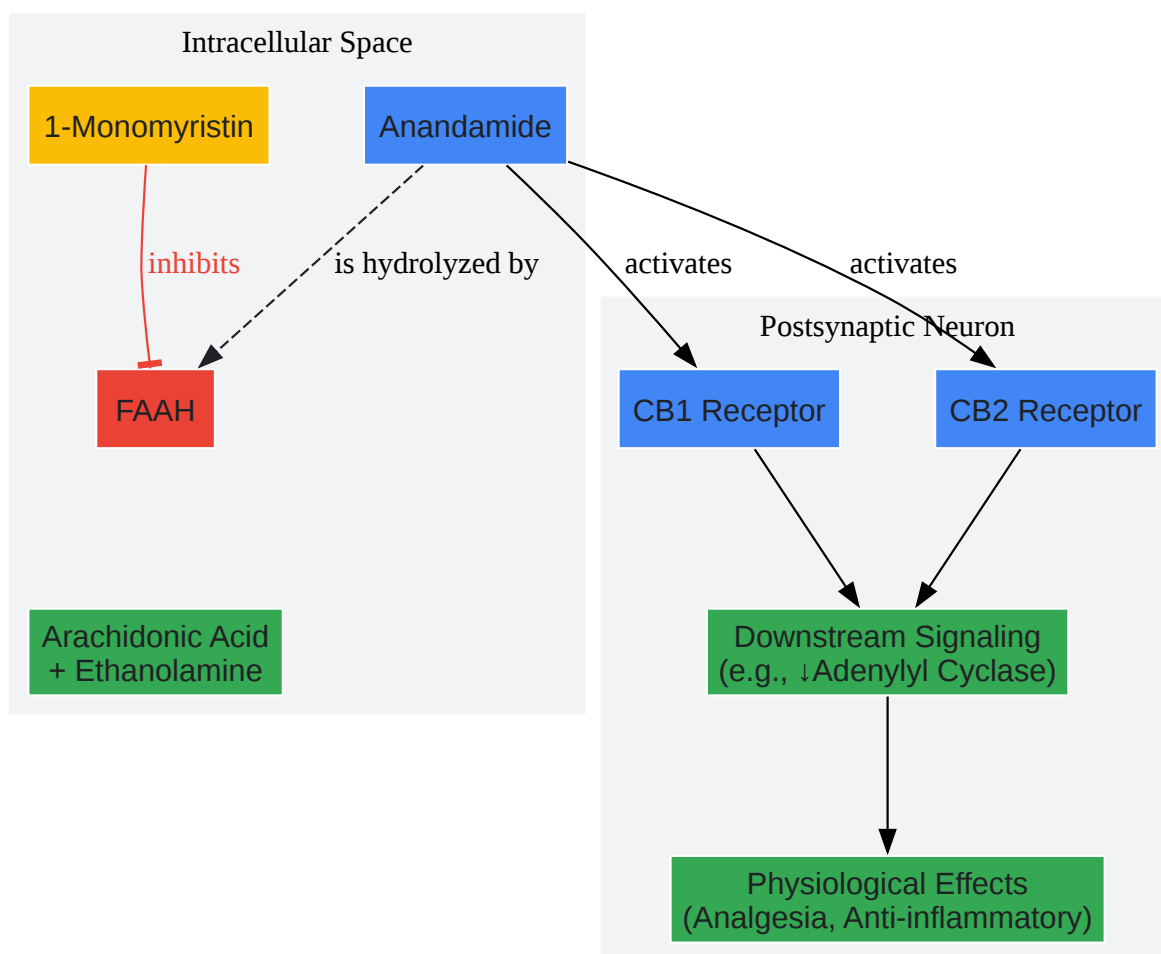 Intracellular Space
1-Monomyristin
Anandamide
inhibits
is hydrolyzed by
activates
activates
Postsynaptic Neuron
FAAH
CB1 Receptor
CB2 Receptor
Arachidonic Acid
+ Ethanolamine
Downstream Signaling
(e.g., ↓Adenylyl Cyclase)
Physiological Effects
(Analgesia, Anti-inflammatory)